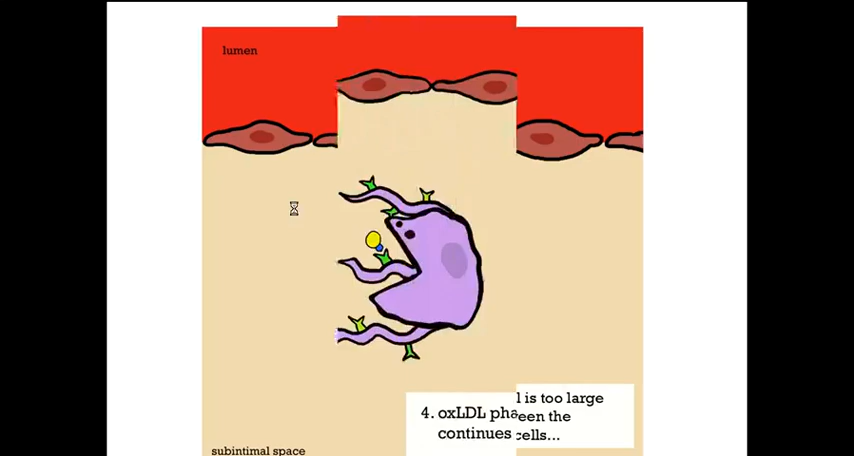 lumen
4. oxLDL pha
continues
l is too large
een the
cells...
subintimal space